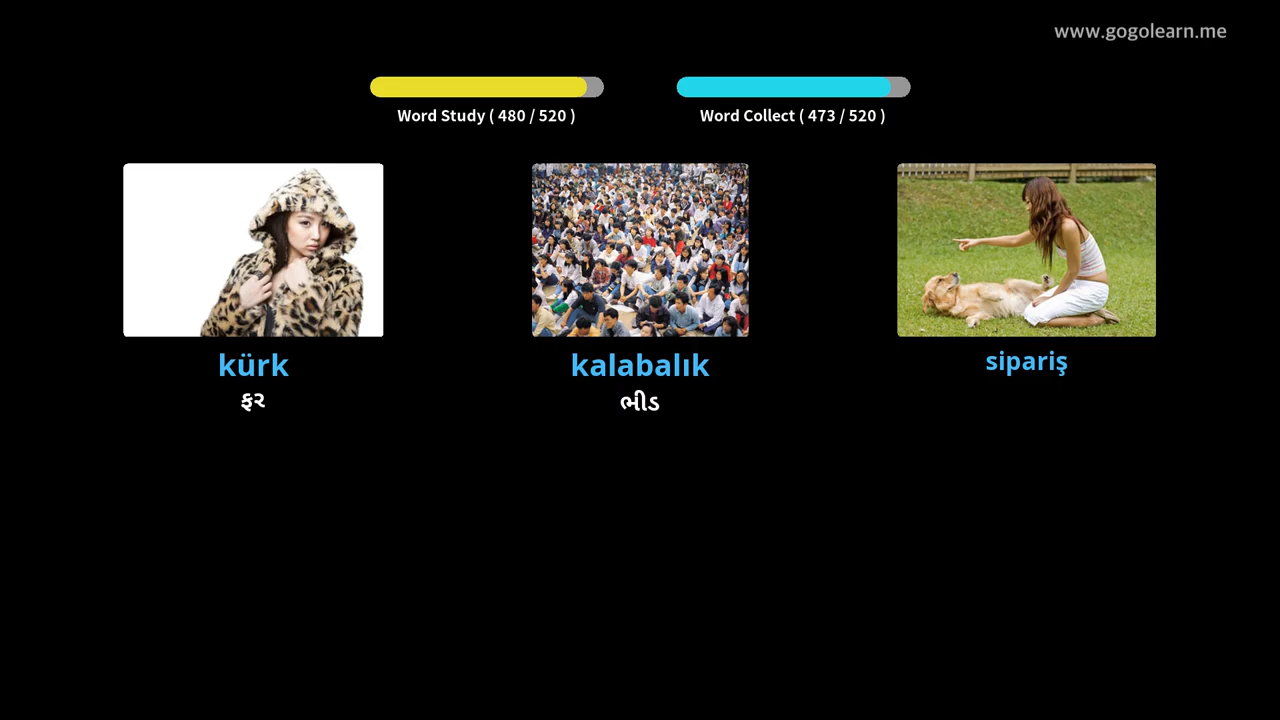 www.gogolearn.me
Word Study ( 480 / 520 )
Word Collect ( 473 / 520 )
kürk
ફર
kalabalık
ભીડ
sipariş